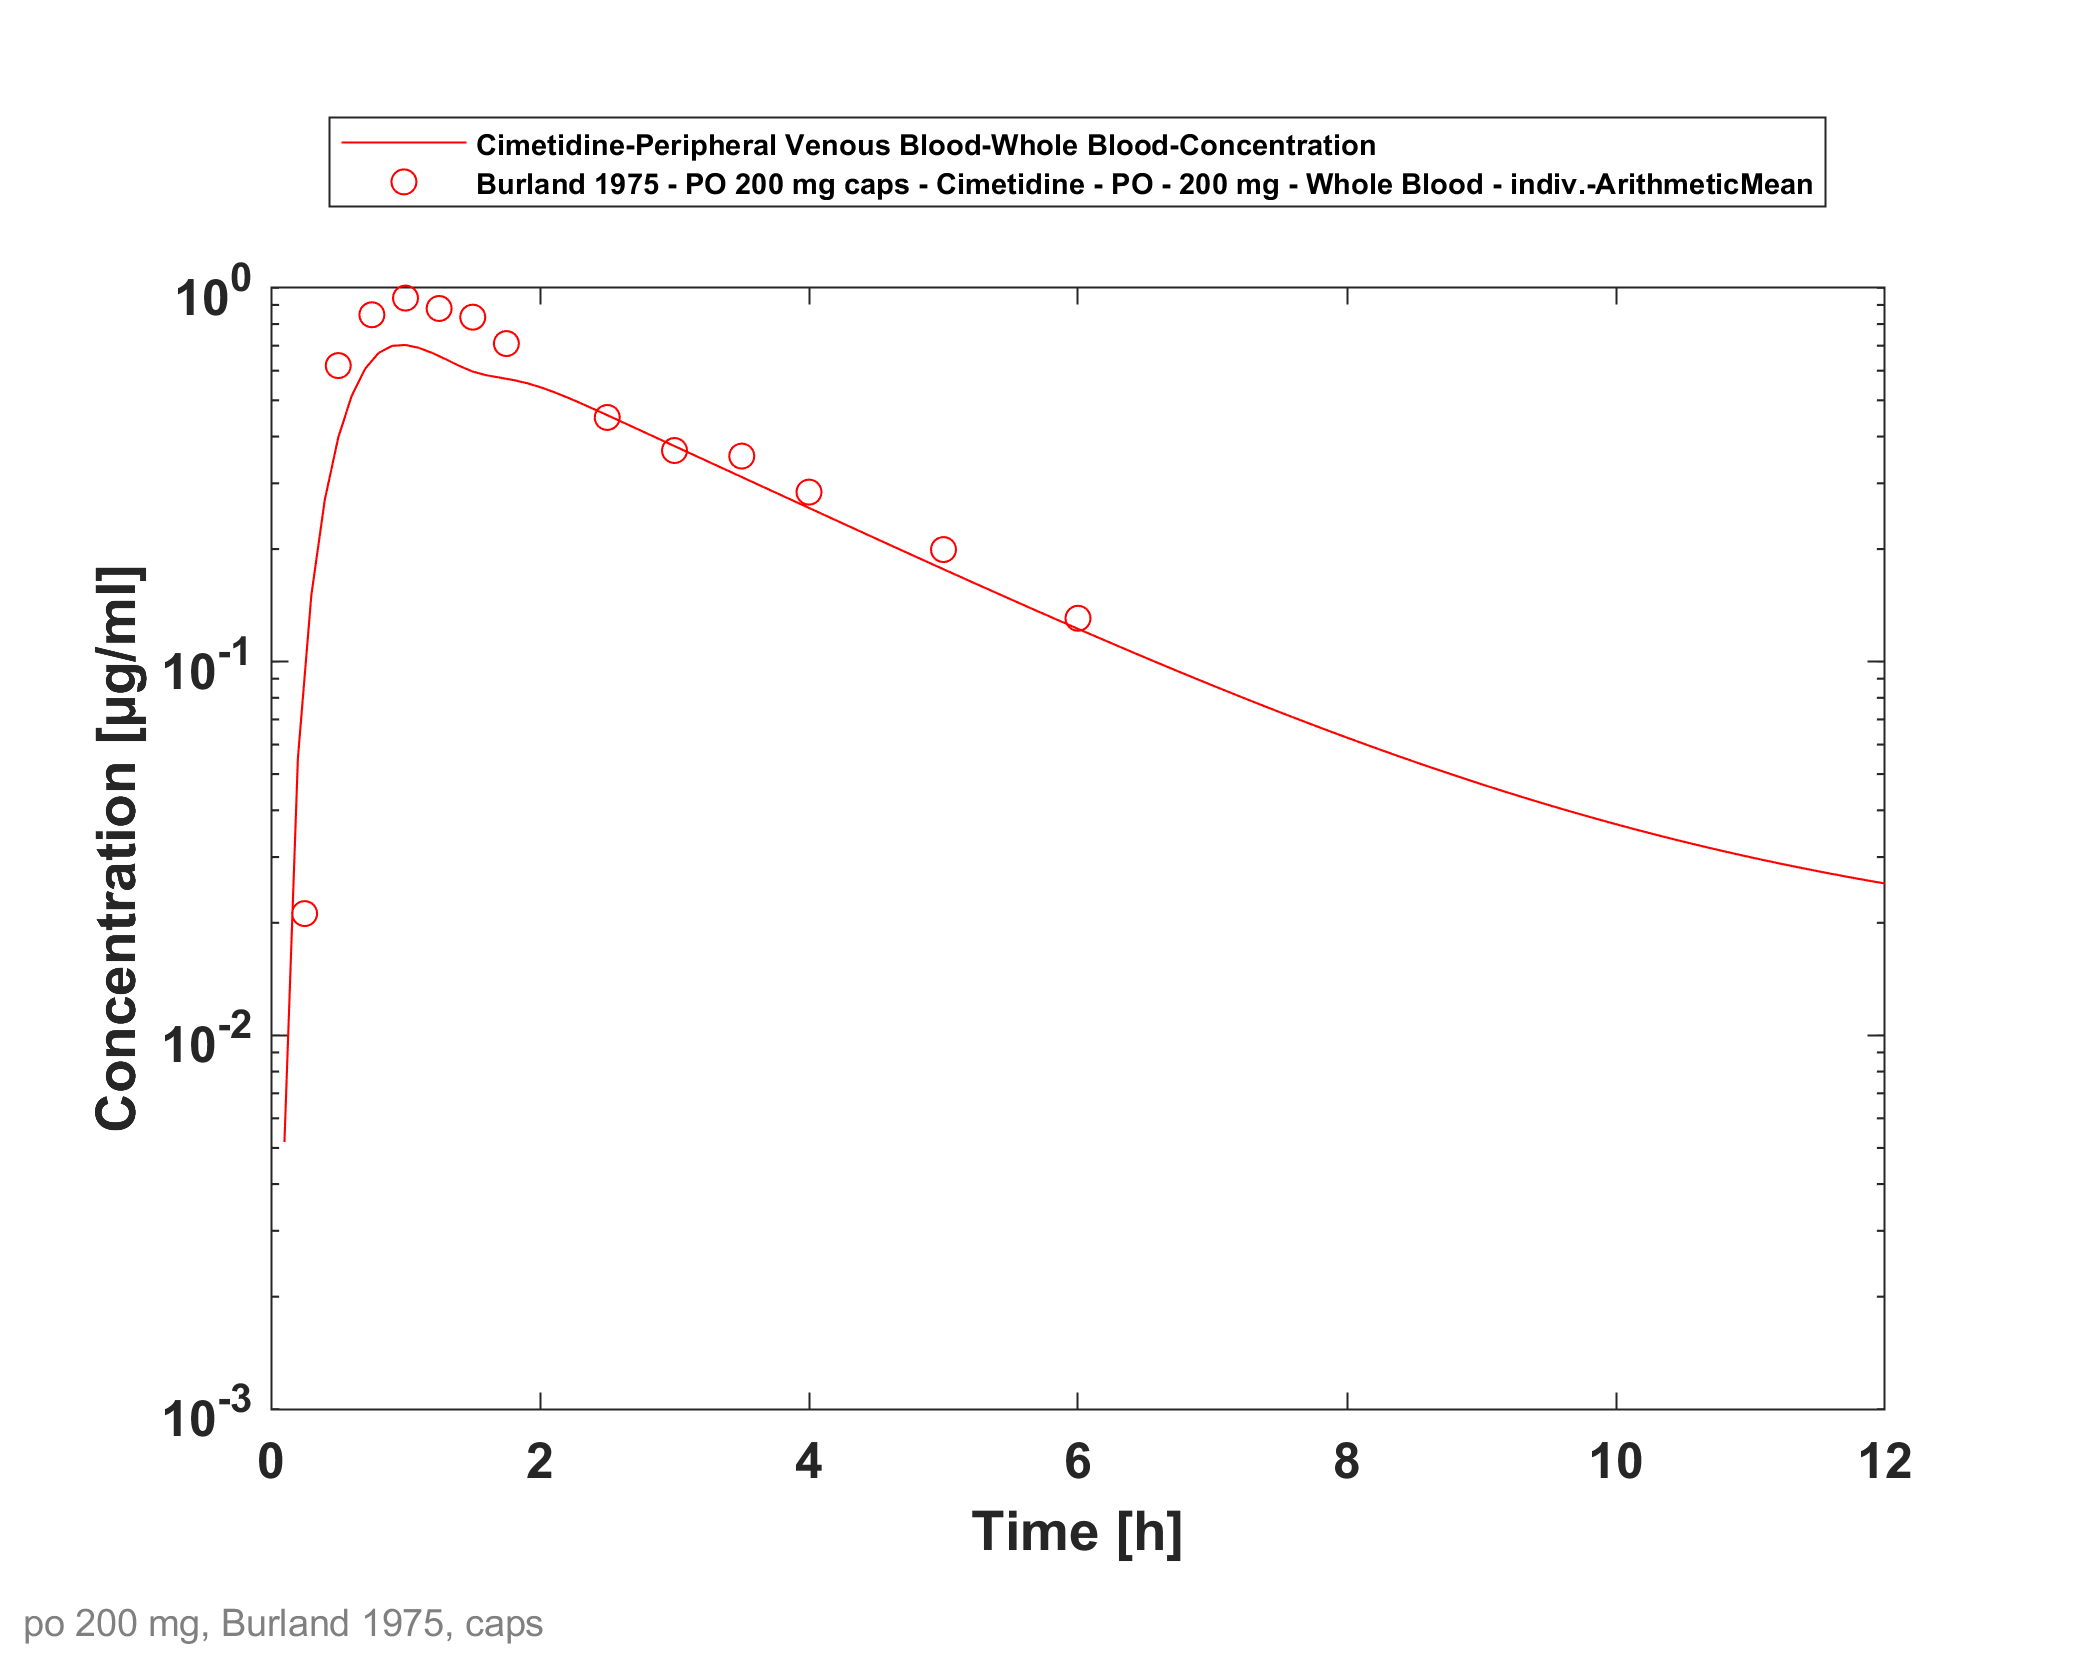 Cimetidine-Peripheral Venous Blood-Whole Blood-Concentration
Burland 1975 - PO 200 mg caps - Cimetidine - PO - 200 mg - Whole Blood - indiv.-ArithmeticMean
10^0
10^-1
10^-2
10^-3
Concentration [µg/ml]
0 2 4 6 8 10 12
Time [h]
po 200 mg, Burland 1975, caps